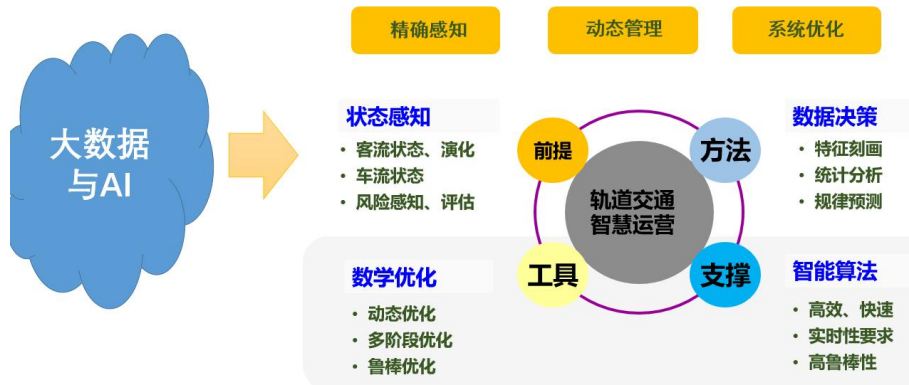 精确感知
动态管理
系统优化
大数据
与AI
状态感知
• 客流状态、演化
• 车流状态
• 风险感知、评估
前提
方法
轨道交通
智慧运营
工具
支撑
数据决策
• 特征刻画
• 统计分析
• 规律预测
数学优化
• 动态优化
• 多阶段优化
• 鲁棒优化
智能算法
• 高效、快速
• 实时性要求
• 高鲁棒性